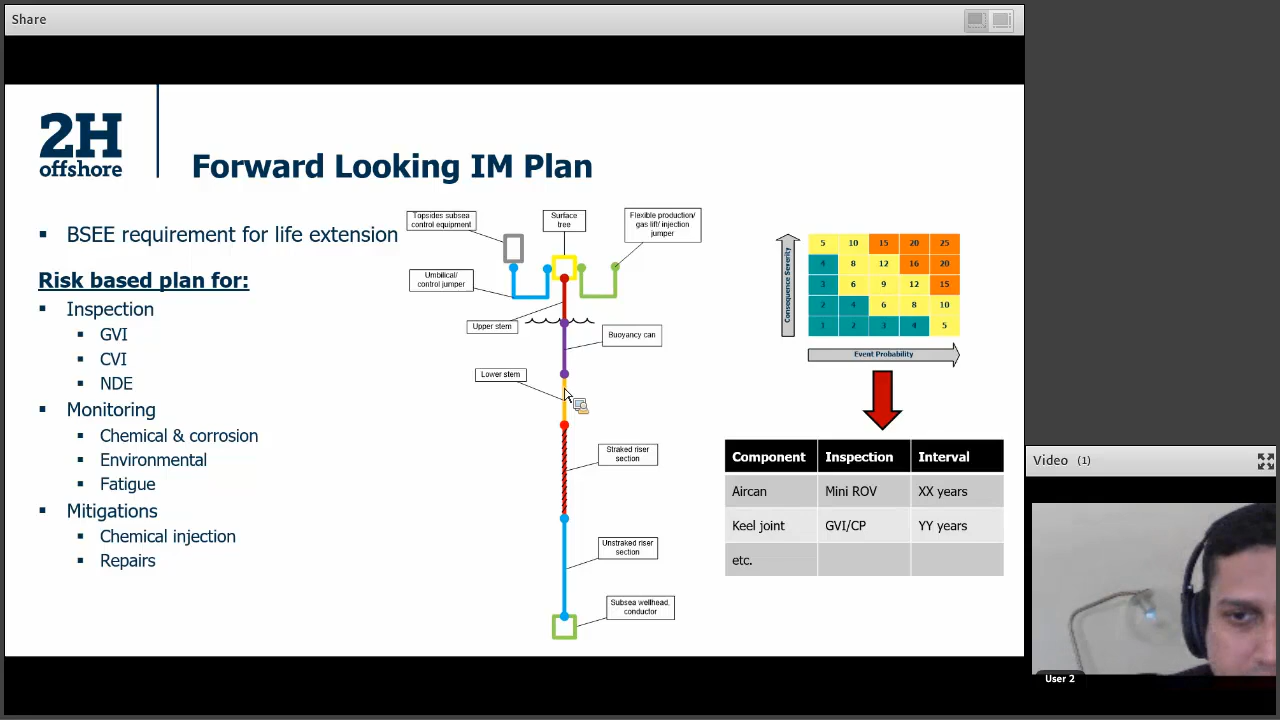 Share
2H
offshore
Forward Looking IM Plan
▪ BSEE requirement for life extension
Risk based plan for:
▪ Inspection
▪ GVI
▪ CVI
▪ NDE
▪ Monitoring
▪ Chemical & corrosion
▪ Environmental
▪ Fatigue
▪ Mitigations
▪ Chemical injection
▪ Repairs
Topsides subsea
control equipment
Surface
tree
Flexible production/
gas lift/ injection
jumper
Umbilical/
control jumper
Upper stem
Buoyancy can
Lower stem
Straked riser
section
Unstraked riser
section
Subsea wellhead,
conductor
Consequence Severity
5 10 15 20 25
4 8 12 16 20
3 6 9 12 15
2 4 6 8 10
1 2 3 4 5
Event Probability
Component Inspection Interval
Aircan Mini ROV XX years
Keel joint GVI/CP YY years
etc.
Video (1)
User 2